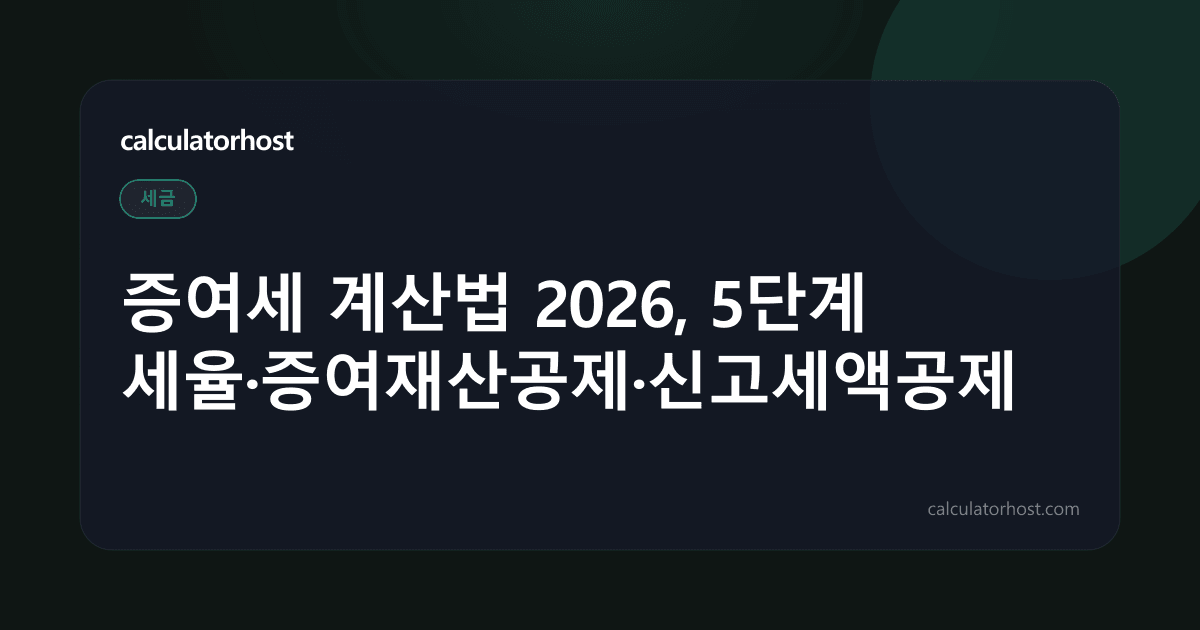 calculatorhost
세금
증여세 계산법 2026, 5단계
세율·증여재산공제·신고세액공제
calculatorhost.com